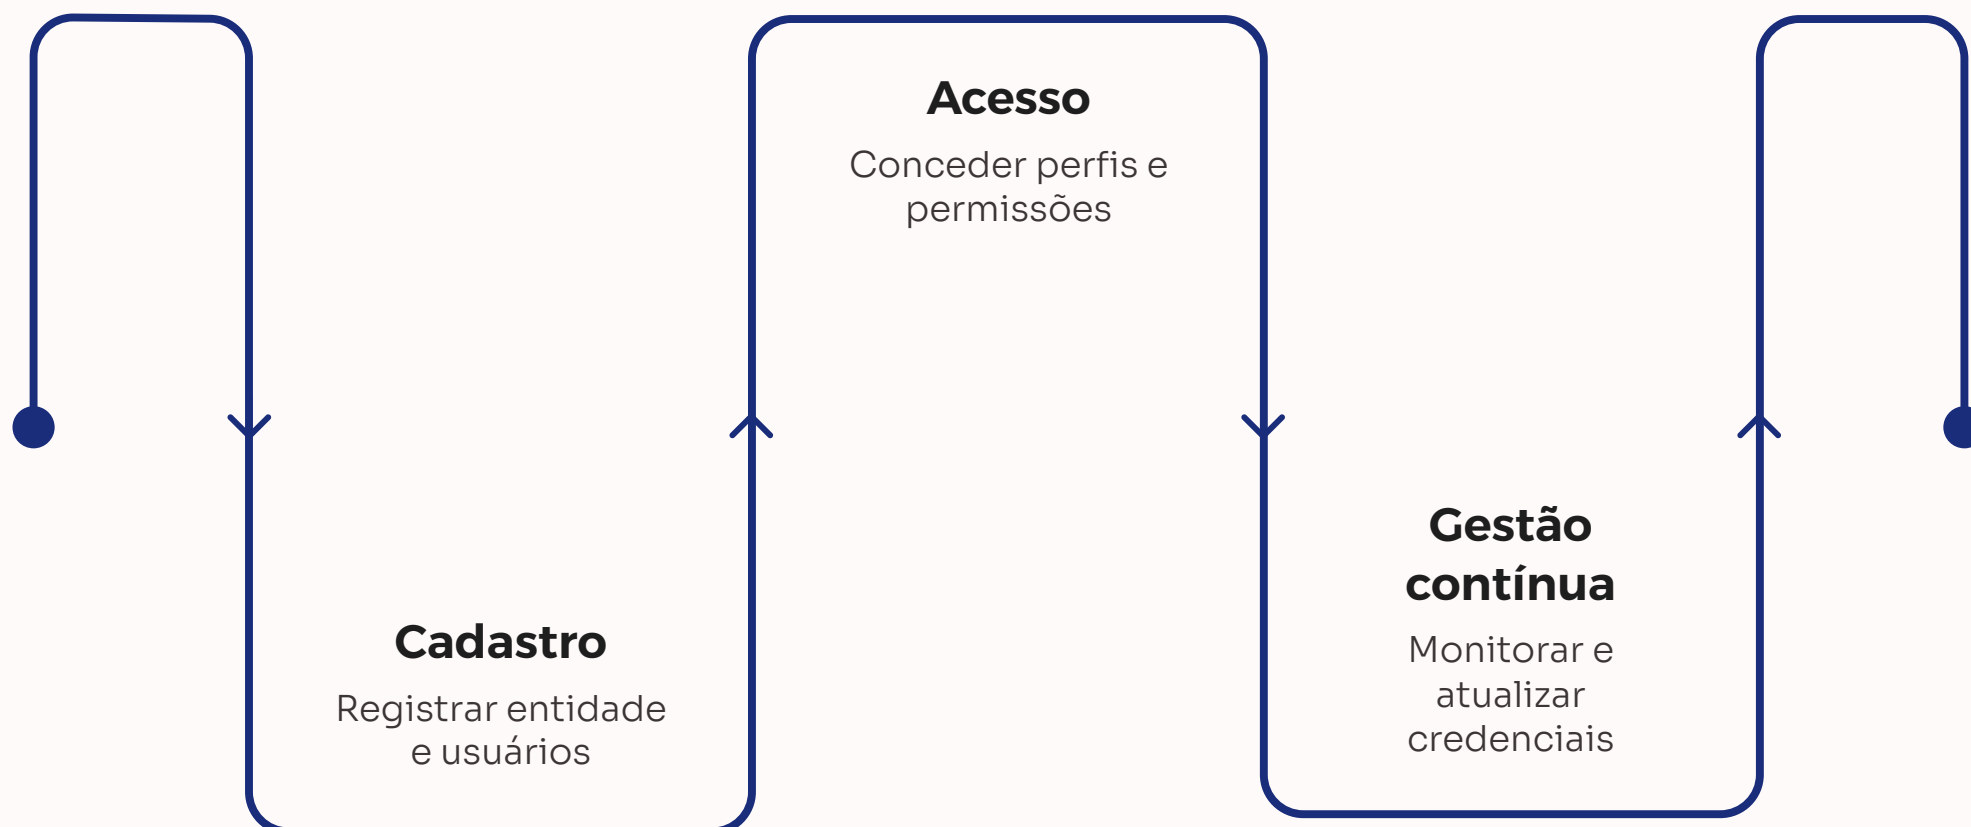 Cadastro
Registrar entidade
e usuários
Acesso
Conceder perfis e
permissões
Gestão
contínua
Monitorar e
atualizar
credenciais